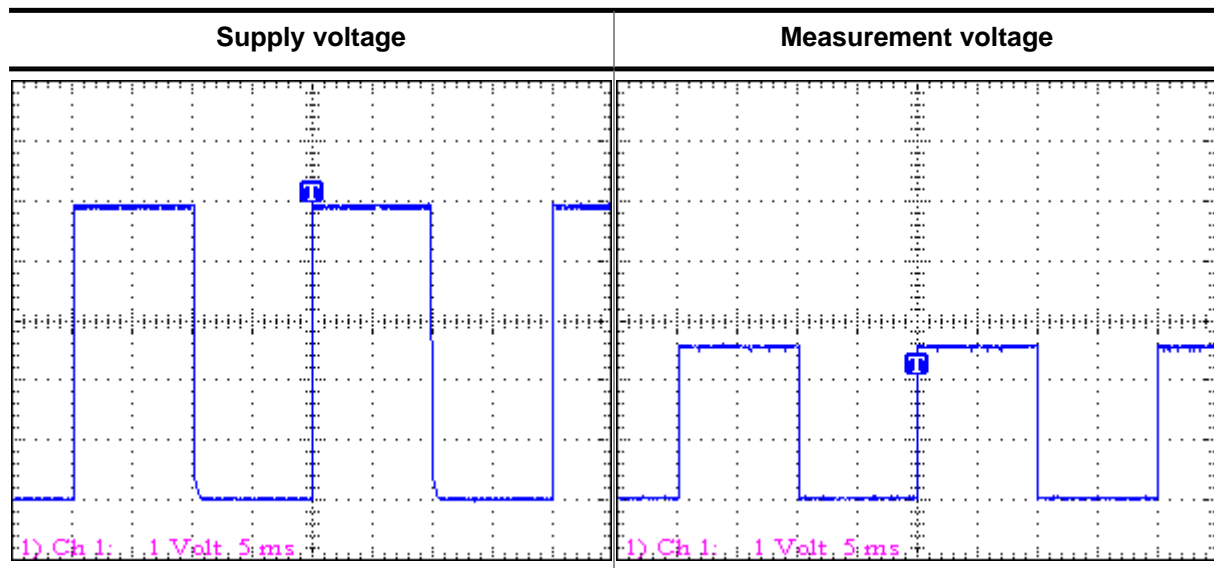 Supply voltage
Measurement voltage
T
T
1) Ch 1: 1 Volt 5 ms
1) Ch 1: 1 Volt 5 ms